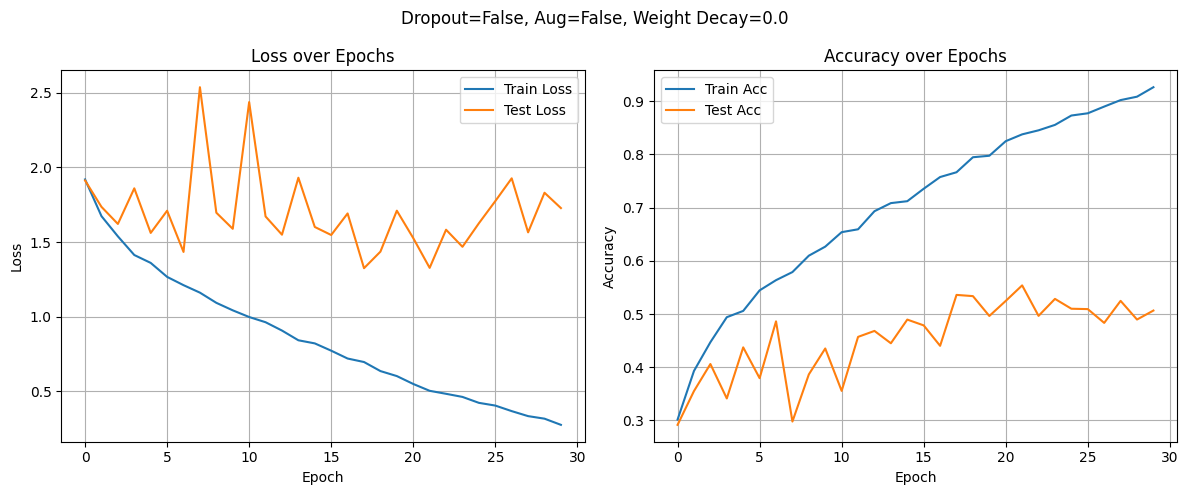 Dropout=False, Aug=False, Weight Decay=0.0
Loss over Epochs
Train Loss
Test Loss
2.5
2.0
1.5
1.0
0.5
Loss
0 5 10 15 20 25 30
Epoch
Accuracy over Epochs
Train Acc
Test Acc
0.9
0.8
0.7
0.6
0.5
0.4
0.3
Accuracy
0 5 10 15 20 25 30
Epoch